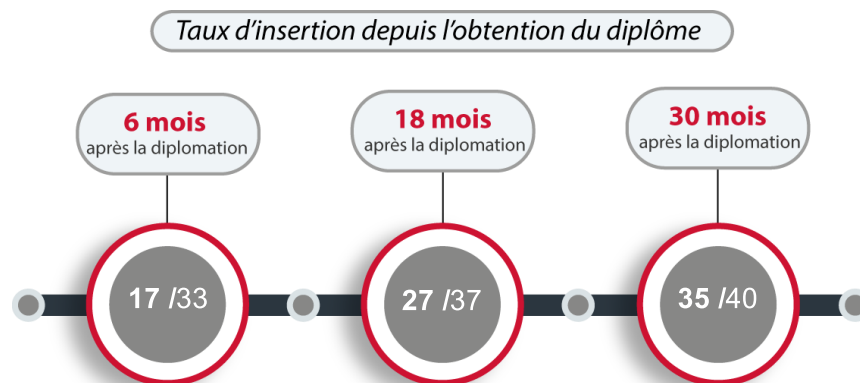 Taux d'insertion depuis l'obtention du diplôme
6 mois
après la diplomation
18 mois
après la diplomation
30 mois
après la diplomation
17 /33
27 /37
35 /40